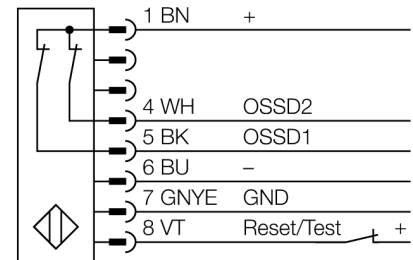 1 BN +
4 WH OSSD2
5 BK OSSD1
6 BU –
7 GNYE GND
8 VT Reset/Test +